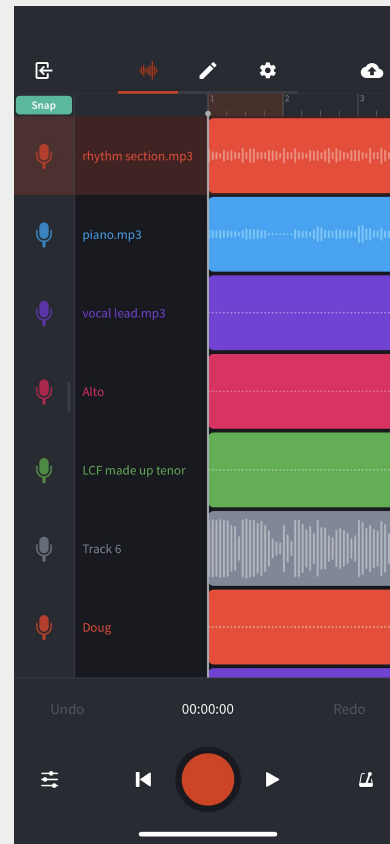 Snap
1 2 3
rhythm section.mp3
piano.mp3
vocal lead.mp3
Alto
LCF made up tenor
Track 6
Doug
Undo 00:00:00 Redo